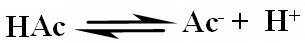 HAc ⇌ Ac⁻ + H⁺